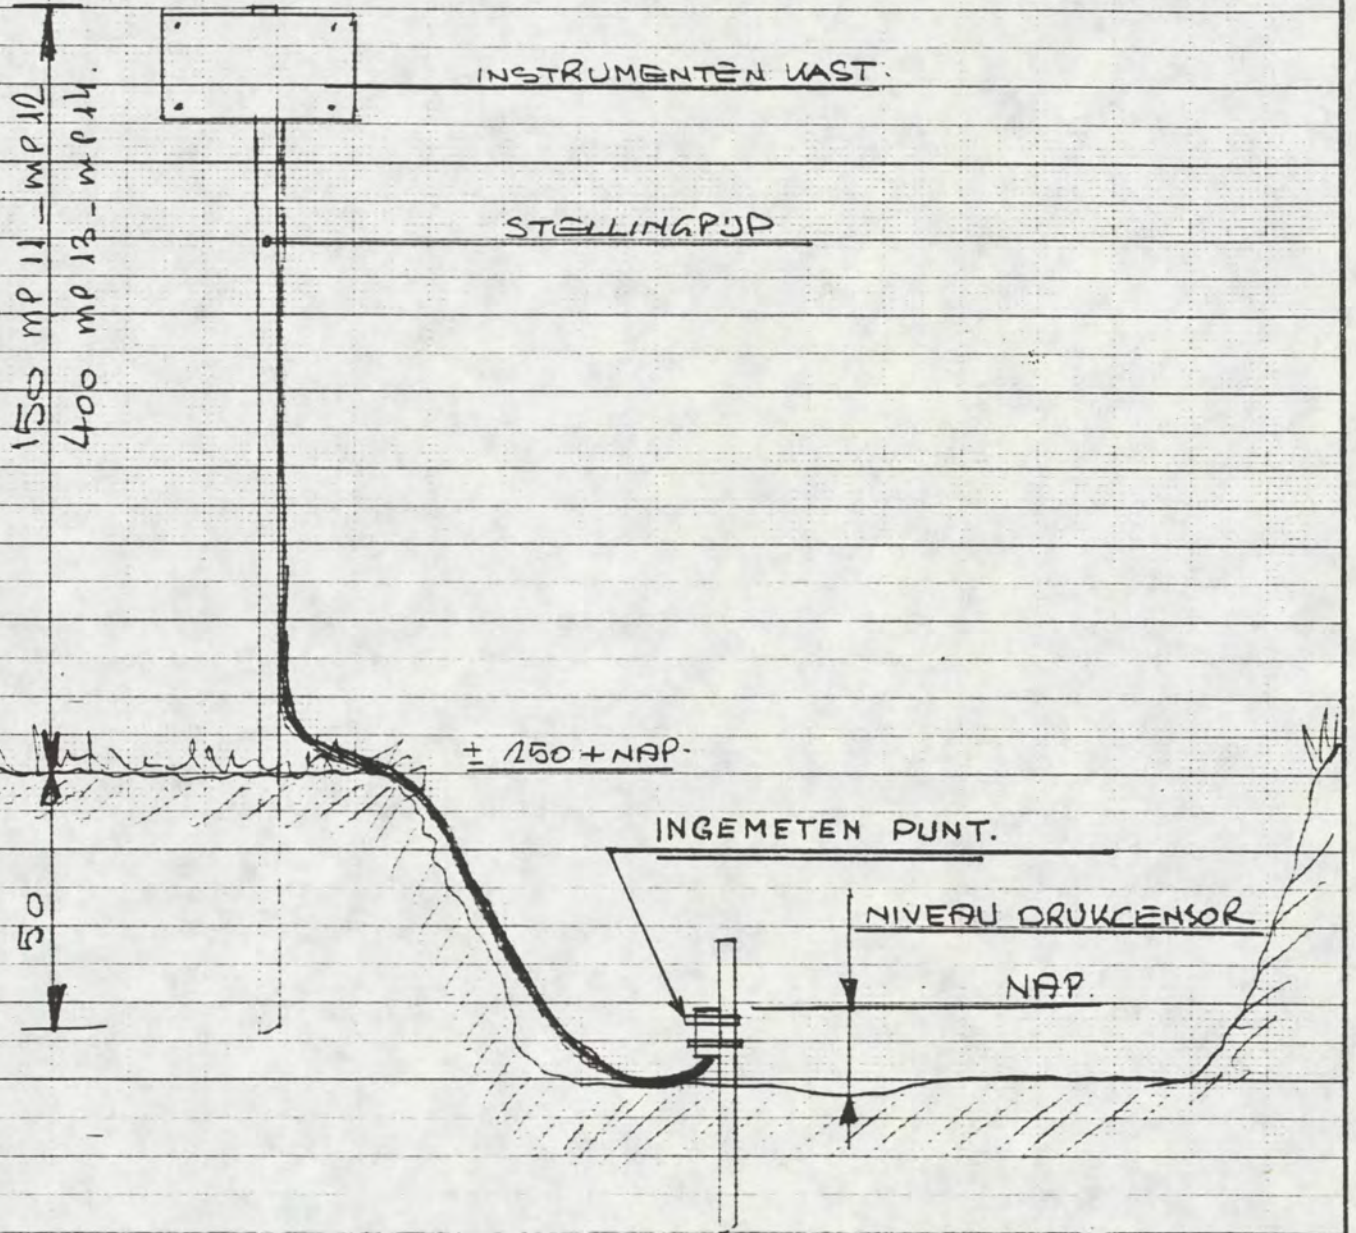 INSTRUMENTEN KAST.
150 mp 11 - mp 12
400 mp 13 - mp 14.
STELLINGPIJP
± 250 + NAP.
INGEMETEN PUNT.
NIVEAU DRUKCENSOR
NAP.
50